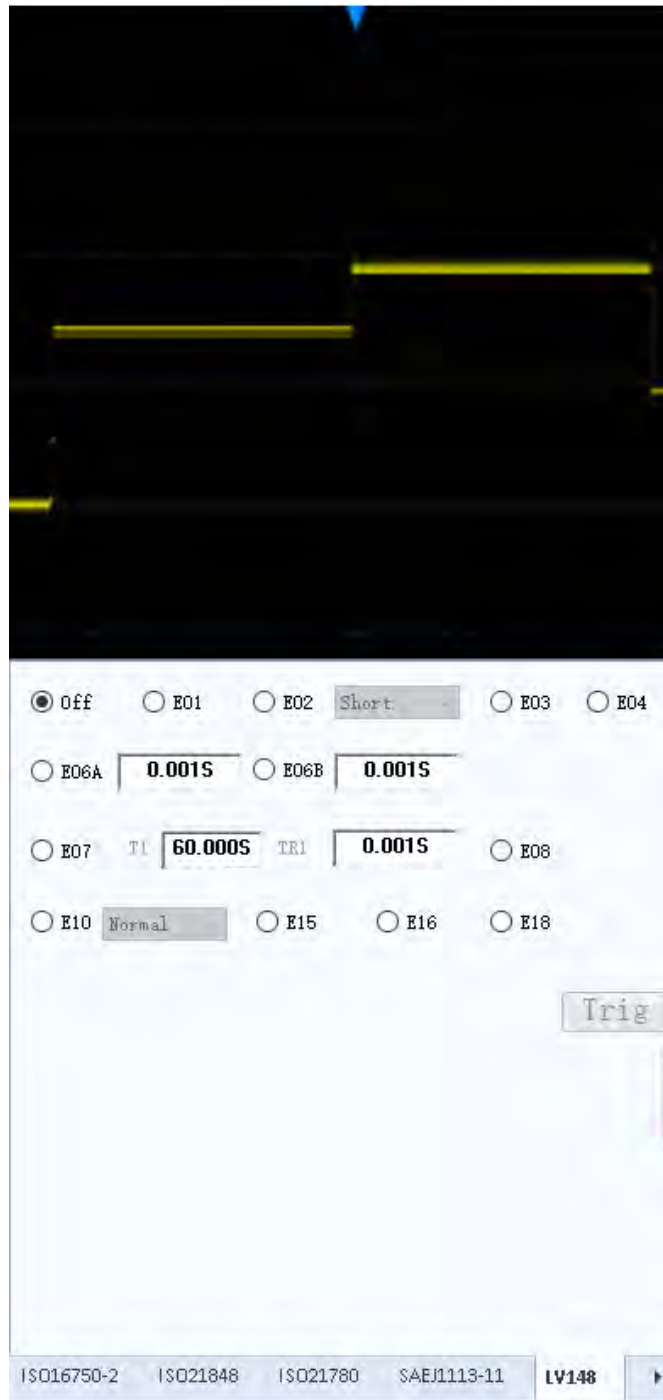 Off E01 E02 Short E03 E04
E06A 0.001S E06B 0.001S
E07 T1 60.000S TR1 0.001S E08
E10 Normal E15 E16 E18
Trig
ISO16750-2 ISO21848 ISO21780 SAEJ1113-11 LV148